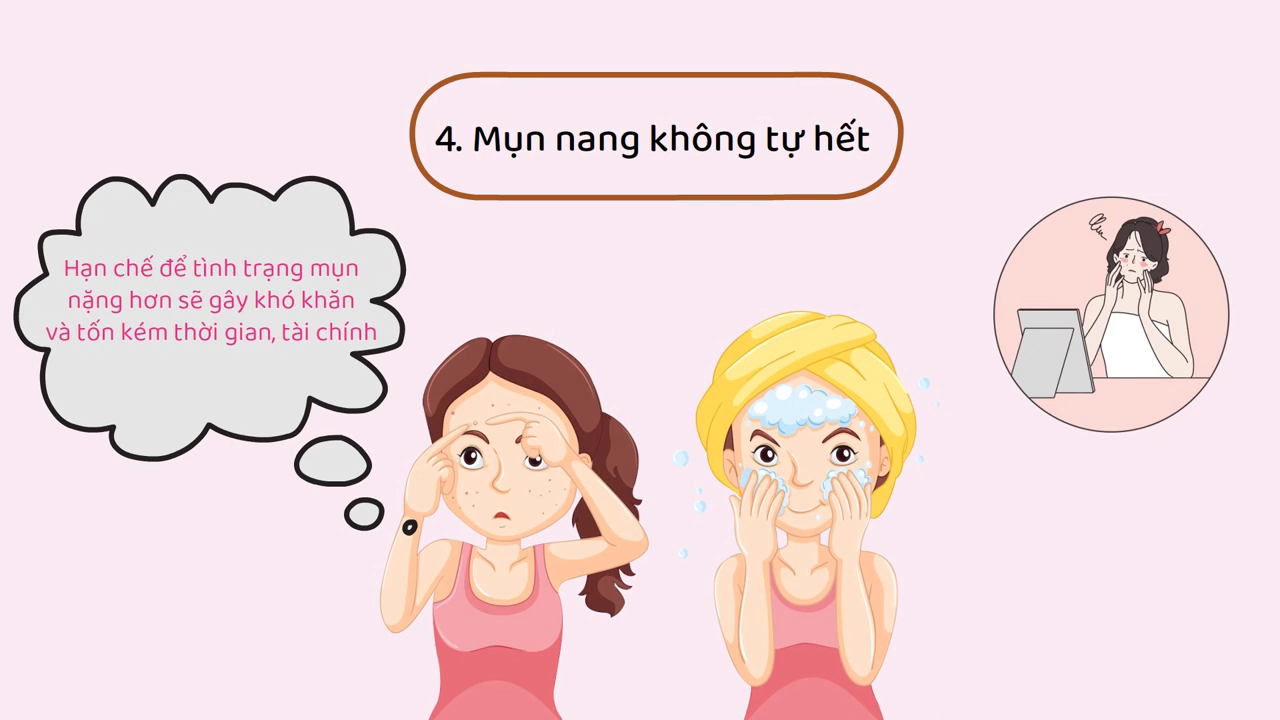 4. Mụn nang không tự hết
Hạn chế để tình trạng mụn
nặng hơn sẽ gây khó khăn
và tốn kém thời gian, tài chính